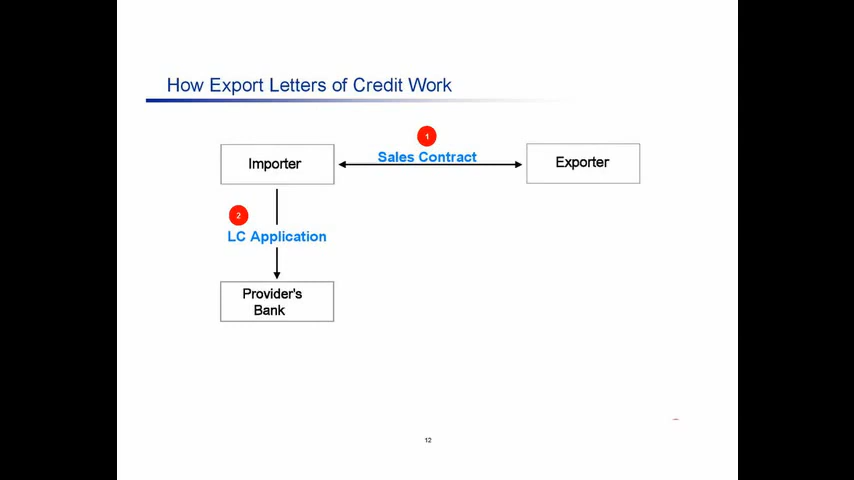 How Export Letters of Credit Work
1
Sales Contract
Importer
Exporter
2
LC Application
Provider's
Bank
12